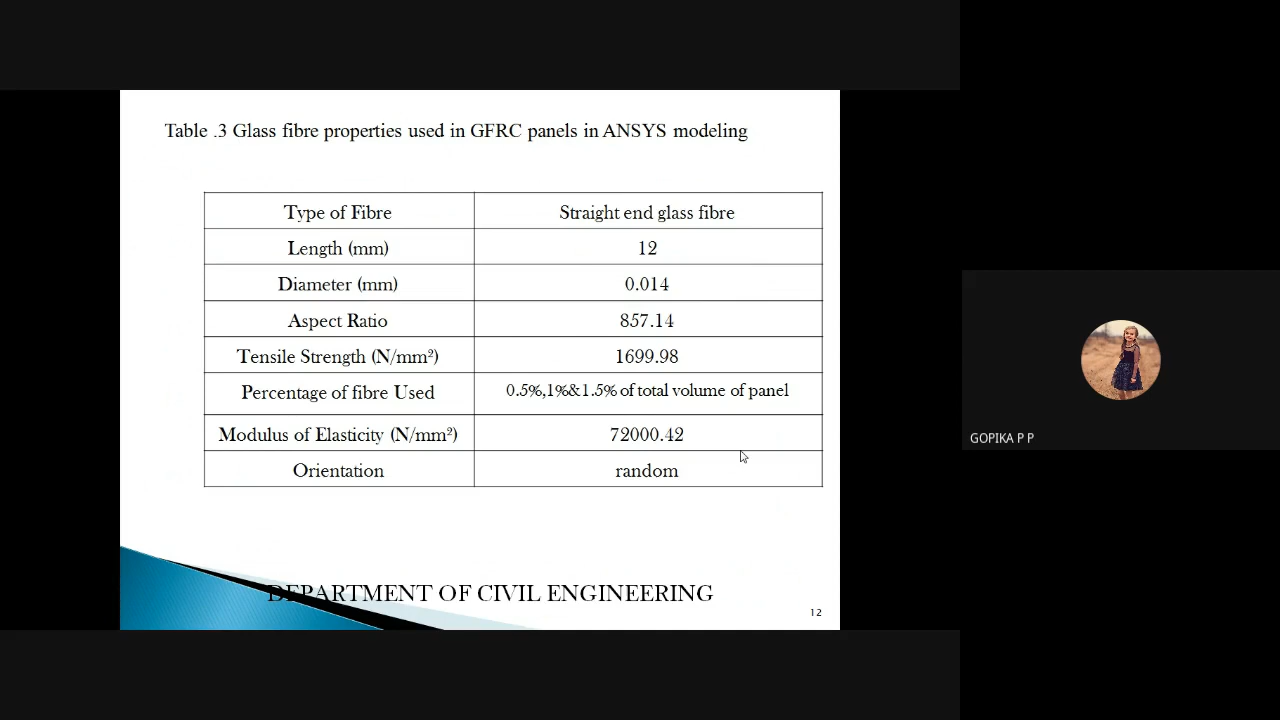 Table .3 Glass fibre properties used in GFRC panels in ANSYS modeling
Type of Fibre Straight end glass fibre
Length (mm) 12
Diameter (mm) 0.014
Aspect Ratio 857.14
Tensile Strength (N/mm²) 1699.98
Percentage of fibre Used 0.5%,1%&1.5% of total volume of panel
Modulus of Elasticity (N/mm²) 72000.42
Orientation random
DEPARTMENT OF CIVIL ENGINEERING
12
GOPIKA P P